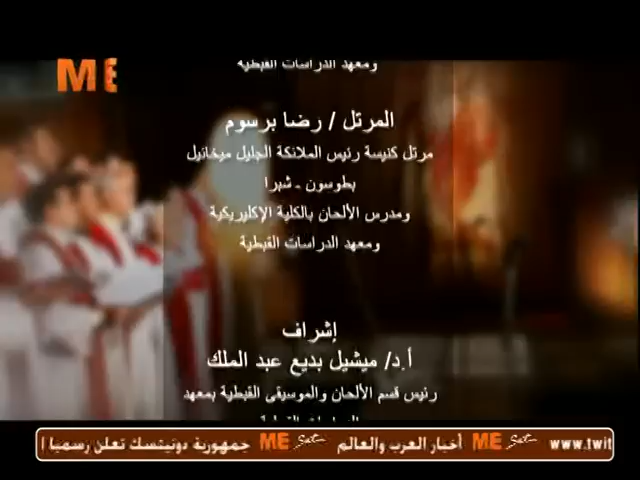 ME
ومعهد الدراسات القبطية
المرتل / رضا برسوم
مرتل كنيسة رئيس الملائكة الجليل ميخائيل
بطوسون - شبرا
ومدرس الألحان بالكلية الإكليريكية
ومعهد الدراسات القبطية
إشراف
أ.د/ ميشيل بديع عبد الملك
رئيس قسم الألحان والموسيقى القبطية بمعهد
جمهورية دونيتسك تعلن رسميا ا ME Sat أخبار العرب والعالم ME Sat www.twit